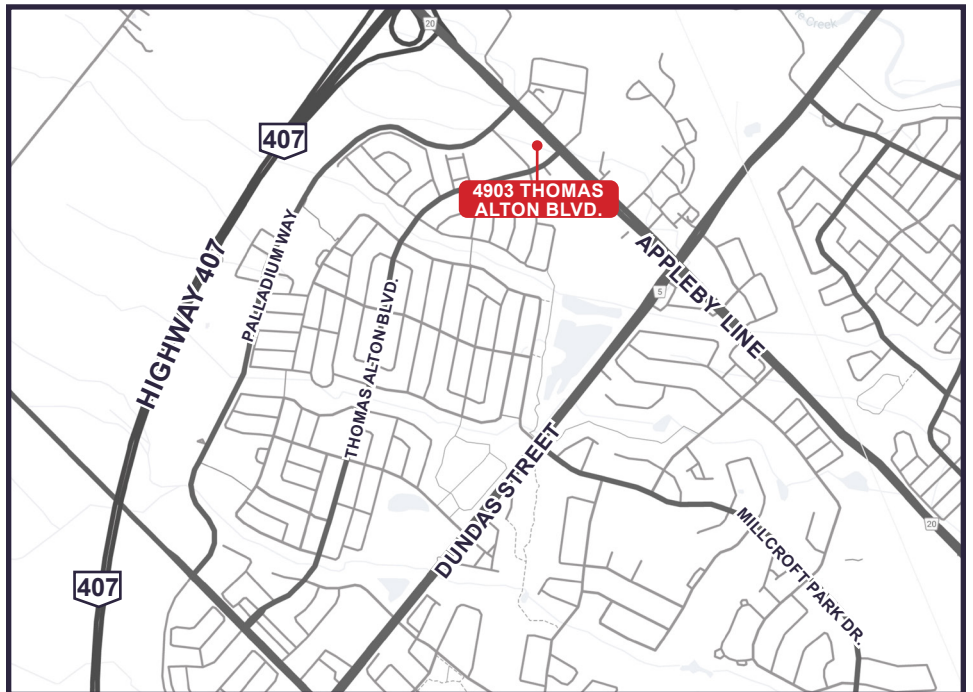 20
407
4903 THOMAS
ALTON BLVD.
APPLEBY LINE
5
PALLADIUM WAY
HIGHWAY 407
THOMAS ALTON BLVD.
DUNDAS STREET
20
MILLCROFT PARK DR.
407